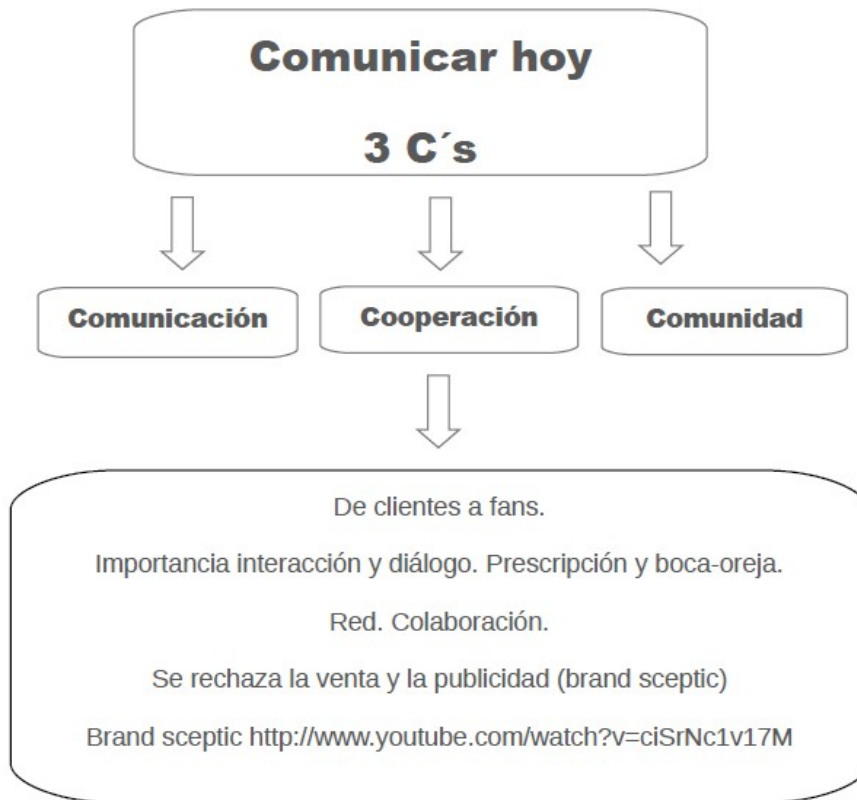 Comunicar hoy
3 C´s
Comunicación
Cooperación
Comunidad
De clientes a fans.
Importancia interacción y diálogo. Prescripción y boca-oreja.
Red. Colaboración.
Se rechaza la venta y la publicidad (brand sceptic)
Brand sceptic http://www.youtube.com/watch?v=ciSrNc1v17M